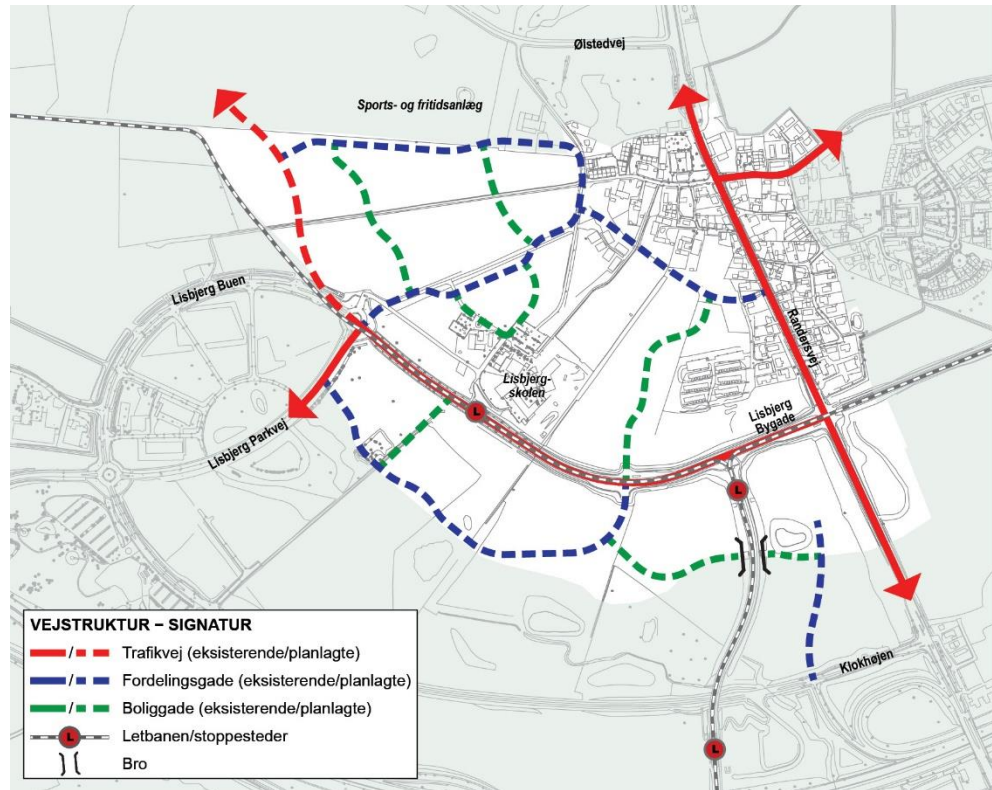 Ølstedvej
Sports- og fritidsanlæg
Lisbjerg Buen
Randersvej
Lisbjerg-
skolen
L
Lisbjerg
Bygade
Lisbjerg Parkvej
L
Klokhøjen
L
VEJSTRUKTUR – SIGNATUR
/ Trafikvej (eksisterende/planlagte)
/ Fordelingsgade (eksisterende/planlagte)
/ Boliggade (eksisterende/planlagte)
L Letbanen/stoppesteder
Bro